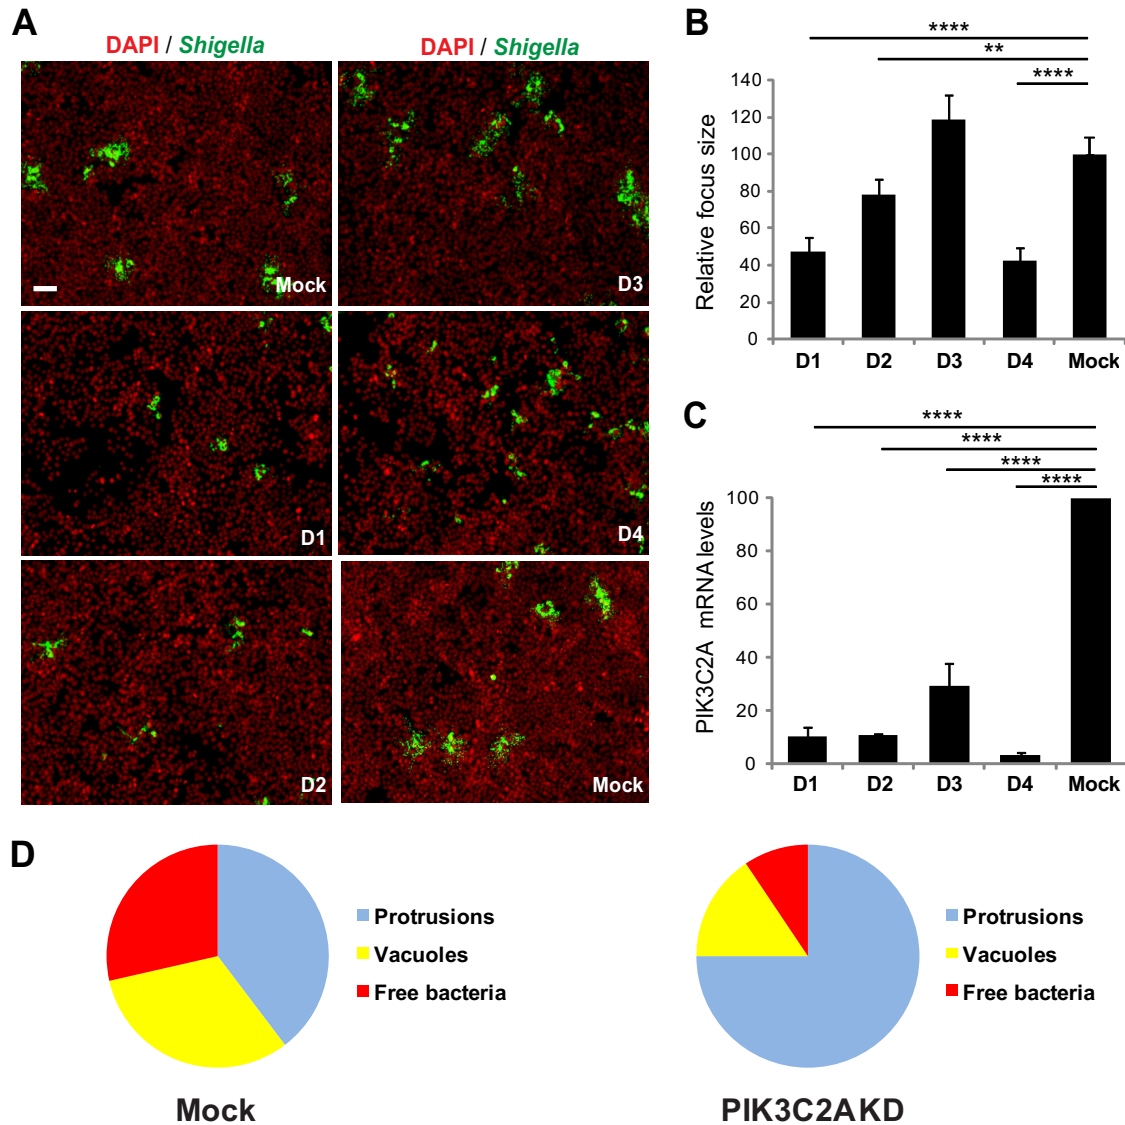 A
DAPI / Shigella
DAPI / Shigella
Mock
D3
D1
D4
D2
Mock
B
****
**
****
Relative focus size
140
120
100
80
60
40
20
0
D1
D2
D3
D4
Mock
C
****
****
****
****
PIK3C2A mRNA levels
100
80
60
40
20
0
D1
D2
D3
D4
Mock
D
Protrusions
Vacuoles
Free bacteria
Mock
Protrusions
Vacuoles
Free bacteria
PIK3C2AKD